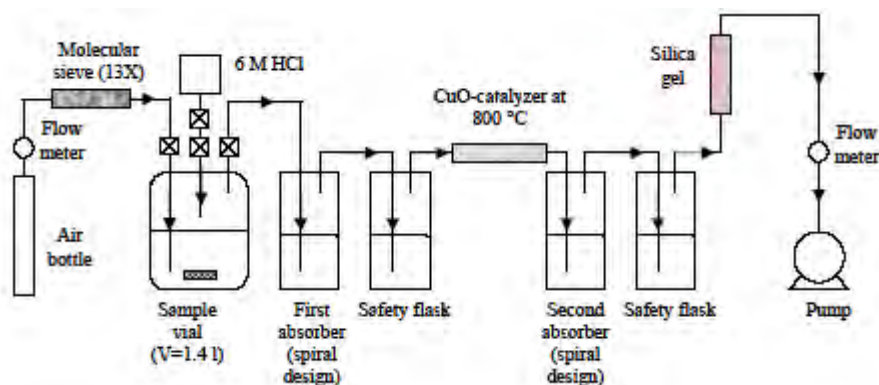 Molecular
sieve (13X)
6 M HCl
Silica
gel
CuO-catalyzer at
800 °C
Flow
meter
Flow
meter
Air
bottle
Sample
vial
(V=1.4 l)
First
absorber
(spiral
design)
Safety flask
Second
absorber
(spiral
design)
Safety flask
Pump